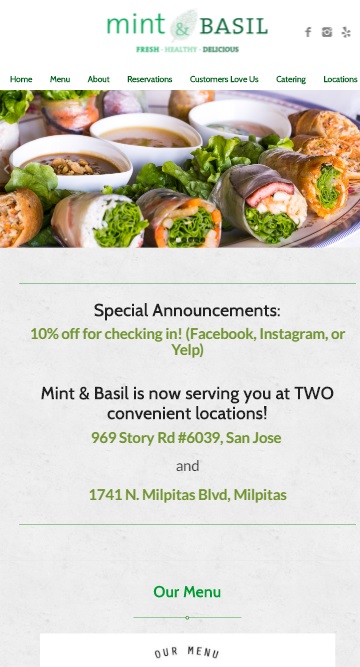 mint & BASIL
FRESH · HEALTHY · DELICIOUS
Home Menu About Reservations Customers Love Us Catering Locations
Special Announcements:
10% off for checking in! (Facebook, Instagram, or
Yelp)
Mint & Basil is now serving you at TWO
convenient locations!
969 Story Rd #6039, San Jose
and
1741 N. Milpitas Blvd, Milpitas
Our Menu
OUR MENU